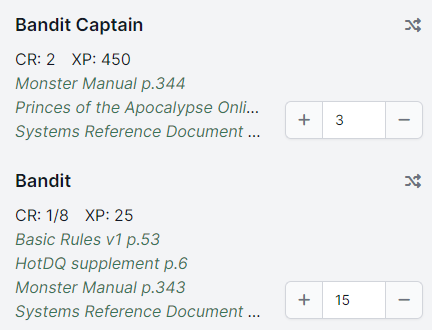 Bandit Captain
CR: 2 XP: 450
Monster Manual p.344
Princes of the Apocalypse Onli...
Systems Reference Document ...
+ 3 −
Bandit
CR: 1/8 XP: 25
Basic Rules v1 p.53
HotDQ supplement p.6
Monster Manual p.343
Systems Reference Document ...
+ 15 −